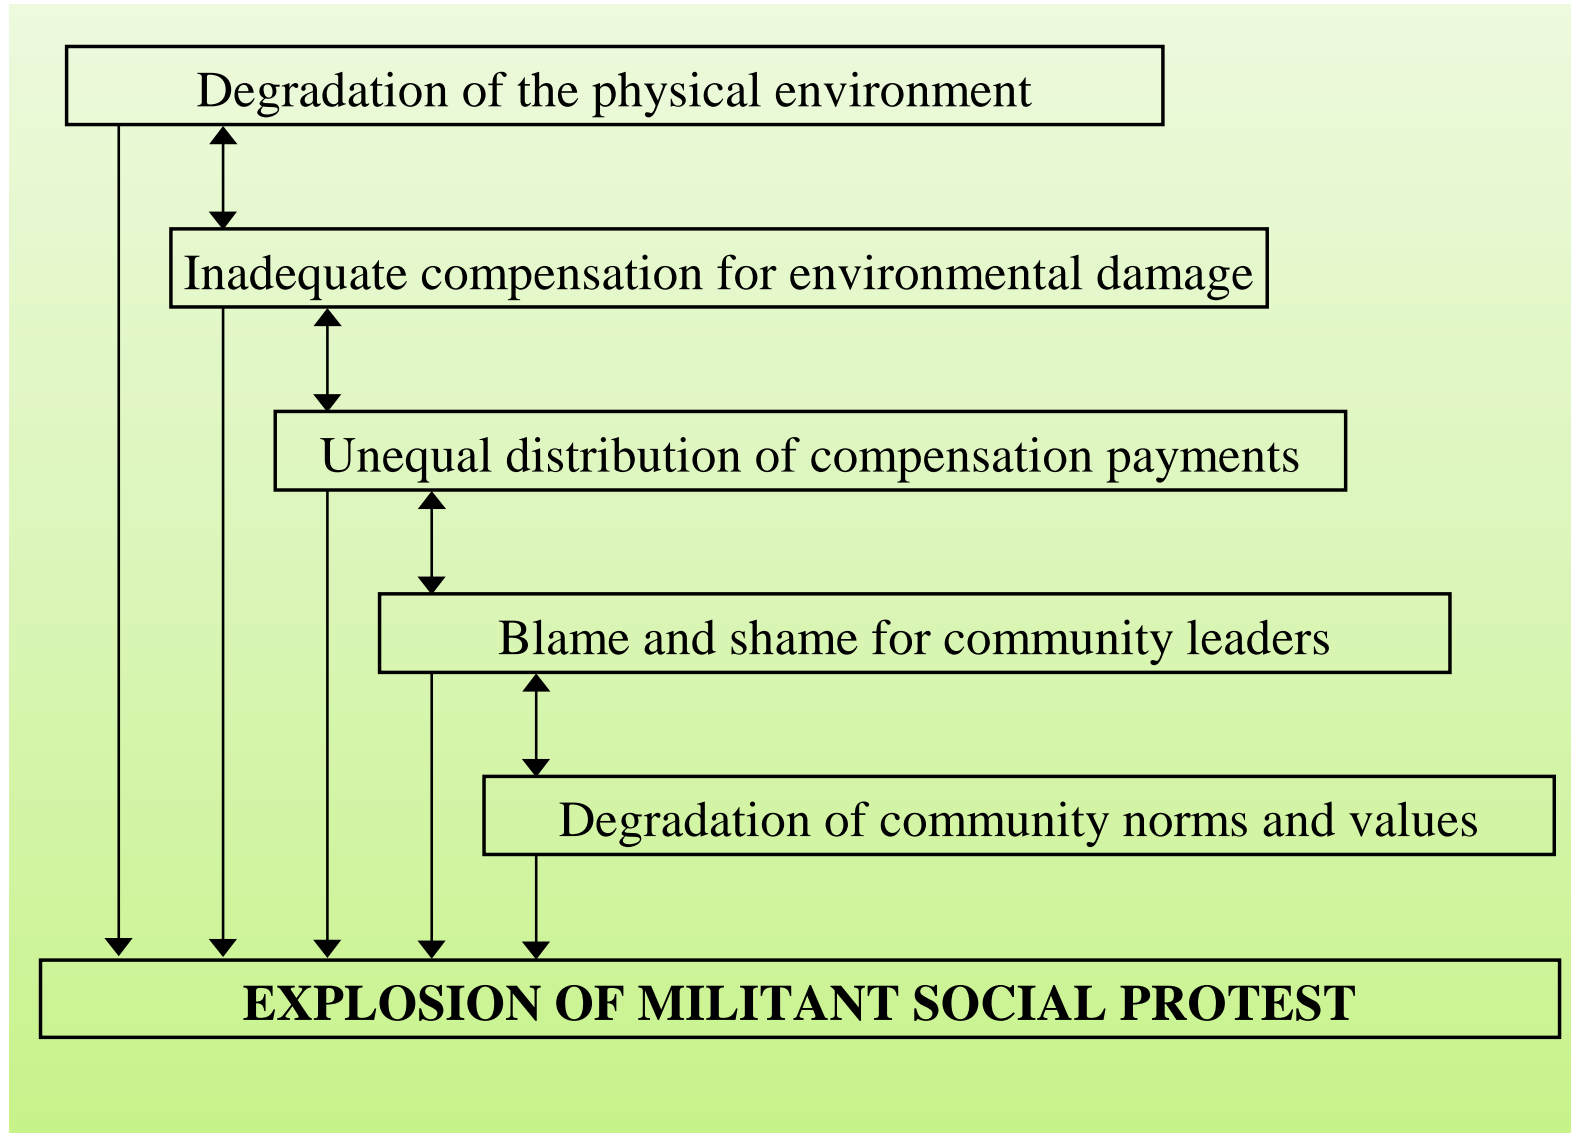 Degradation of the physical environment
Inadequate compensation for environmental damage
Unequal distribution of compensation payments
Blame and shame for community leaders
Degradation of community norms and values
EXPLOSION OF MILITANT SOCIAL PROTEST